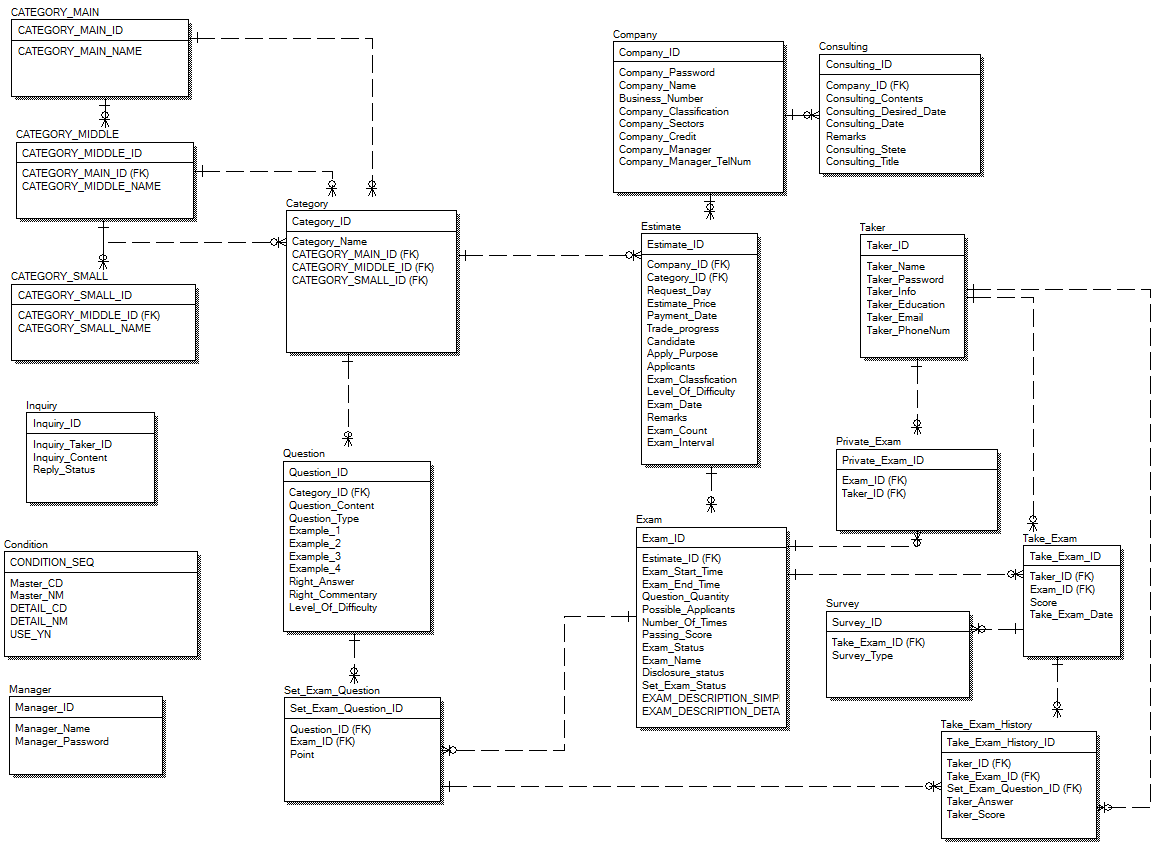 CATEGORY_MAIN
CATEGORY_MAIN_ID
CATEGORY_MAIN_NAME
CATEGORY_MIDDLE
CATEGORY_MIDDLE_ID
CATEGORY_MAIN_ID (FK)
CATEGORY_MIDDLE_NAME
CATEGORY_SMALL
CATEGORY_SMALL_ID
CATEGORY_MIDDLE_ID (FK)
CATEGORY_SMALL_NAME
Inquiry
Inquiry_ID
Inquiry_Taker_ID
Inquiry_Content
Reply_Status
Condition
CONDITION_SEQ
Master_CD
Master_NM
DETAIL_CD
DETAIL_NM
USE_YN
Manager
Manager_ID
Manager_Name
Manager_Password
Category
Category_ID
Category_Name
CATEGORY_MAIN_ID (FK)
CATEGORY_MIDDLE_ID (FK)
CATEGORY_SMALL_ID (FK)
Question
Question_ID
Category_ID (FK)
Question_Content
Question_Type
Example_1
Example_2
Example_3
Example_4
Right_Answer
Right_Commentary
Level_Of_Difficulty
Set_Exam_Question
Set_Exam_Question_ID
Question_ID (FK)
Exam_ID (FK)
Point
Company
Company_ID
Company_Password
Company_Name
Business_Number
Company_Classification
Company_Sectors
Company_Credit
Company_Manager
Company_Manager_TelNum
Consulting
Consulting_ID
Company_ID (FK)
Consulting_Contents
Consulting_Desired_Date
Consulting_Date
Remarks
Consulting_Stete
Consulting_Title
Estimate
Estimate_ID
Company_ID (FK)
Category_ID (FK)
Request_Day
Estimate_Price
Payment_Date
Trade_progress
Candidate
Apply_Purpose
Applicants
Exam_Classfication
Level_Of_Difficulty
Exam_Date
Remarks
Exam_Count
Exam_Interval
Taker
Taker_ID
Taker_Name
Taker_Password
Taker_Info
Taker_Education
Taker_Email
Taker_PhoneNum
Private_Exam
Private_Exam_ID
Exam_ID (FK)
Taker_ID (FK)
Exam
Exam_ID
Estimate_ID (FK)
Exam_Start_Time
Exam_End_Time
Question_Quantity
Possible_Applicants
Number_Of_Times
Passing_Score
Exam_Status
Exam_Name
Disclosure_status
Set_Exam_Status
EXAM_DESCRIPTION_SIMP
EXAM_DESCRIPTION_DETA
Take_Exam
Take_Exam_ID
Taker_ID (FK)
Exam_ID (FK)
Score
Take_Exam_Date
Survey
Survey_ID
Take_Exam_ID (FK)
Survey_Type
Take_Exam_History
Take_Exam_History_ID
Taker_ID (FK)
Take_Exam_ID (FK)
Set_Exam_Question_ID (FK)
Taker_Answer
Taker_Score